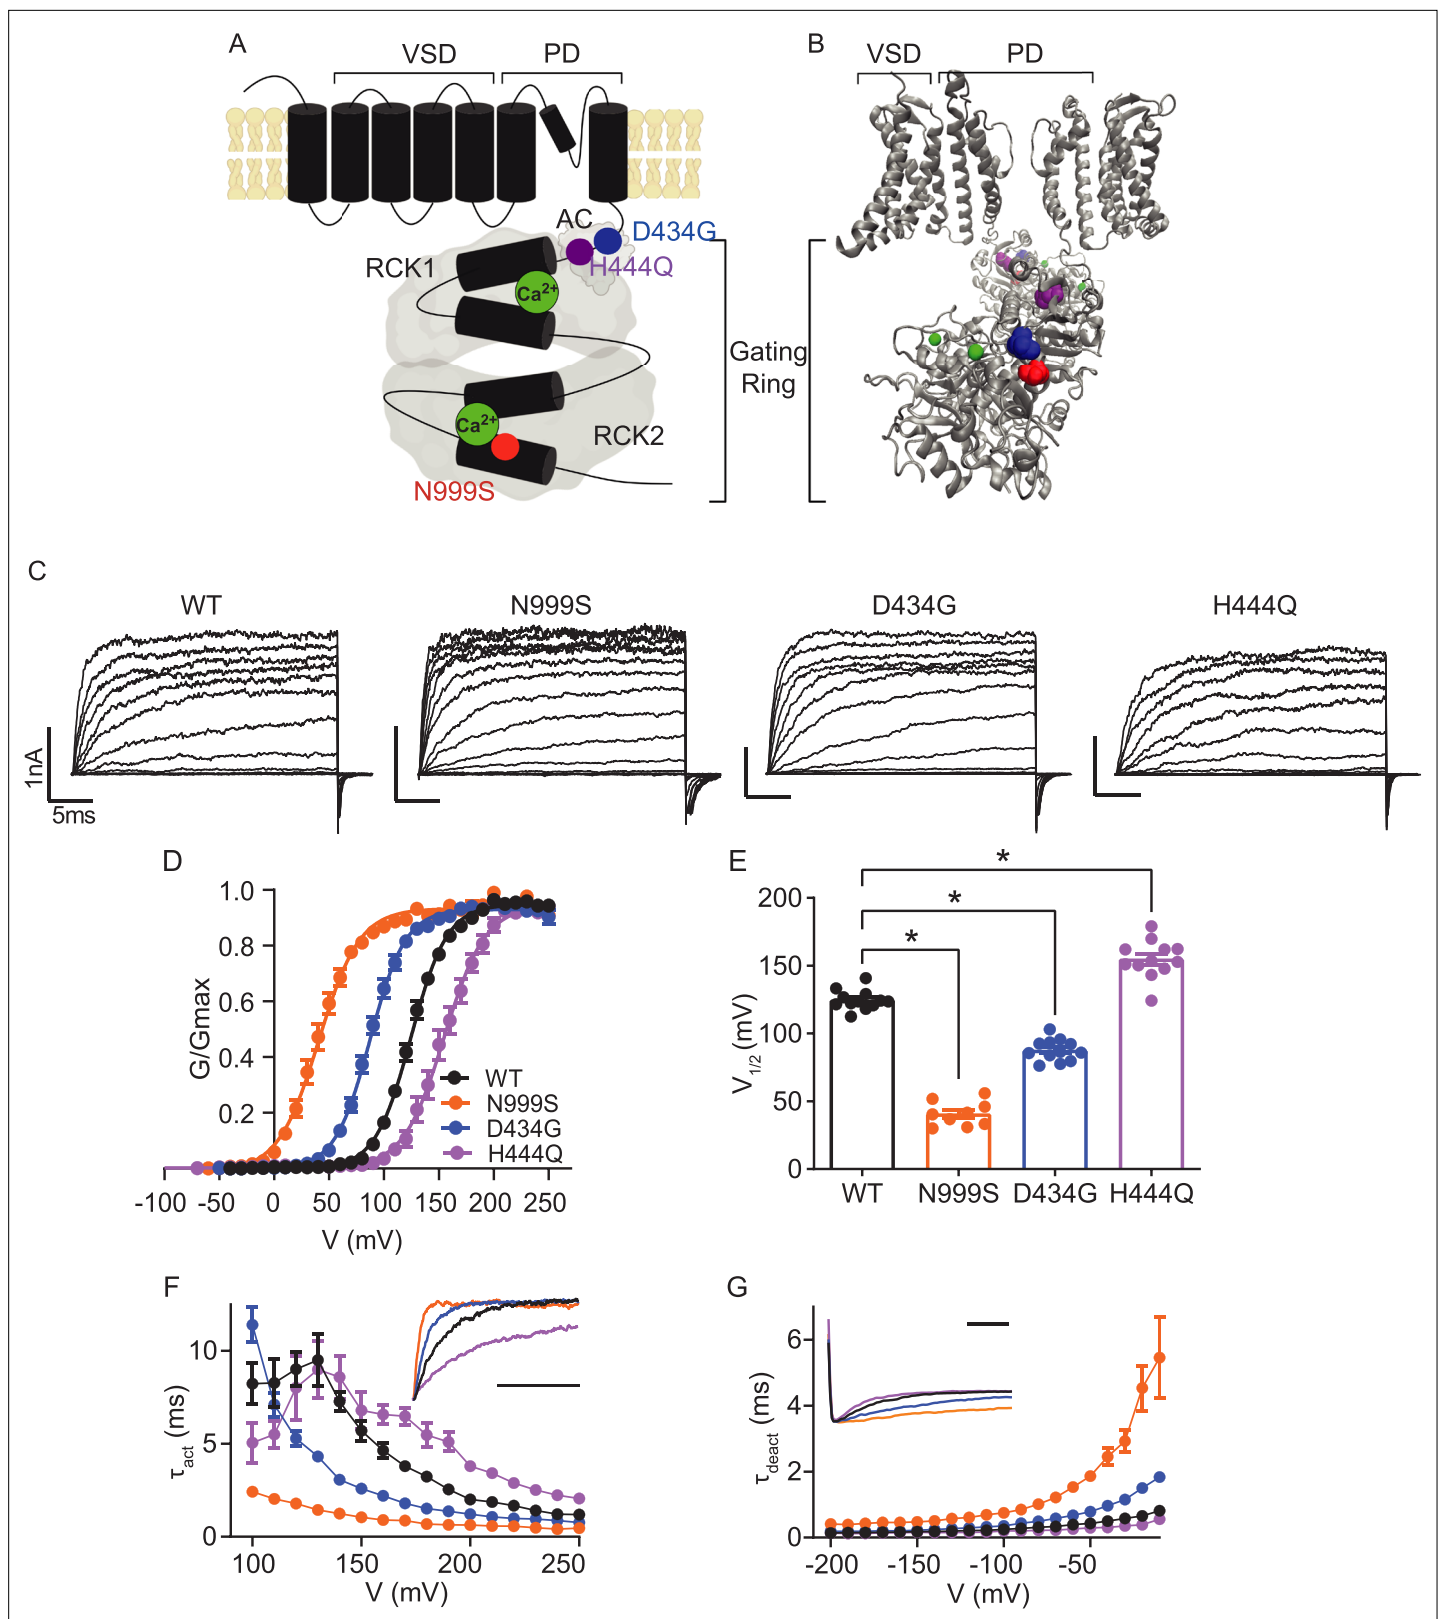 A
VSD
PD
B
VSD
PD
AC
D434G
H444Q
RCK1
Ca2+
Ca2+
RCK2
N999S
Gating
Ring
C
WT
N999S
D434G
H444Q
1nA
5ms
D
G/Gmax
1.0
0.8
0.6
0.4
0.2
WT
N999S
D434G
H444Q
-100
-50
0
50
100
150
200
250
V (mV)
E
V1/2 (mV)
200
150
100
50
0
*
*
*
WT
N999S
D434G
H444Q
F
τact (ms)
10
5
0
100
150
200
250
V (mV)
G
τdeact (ms)
6
4
2
0
-200
-150
-100
-50
V (mV)